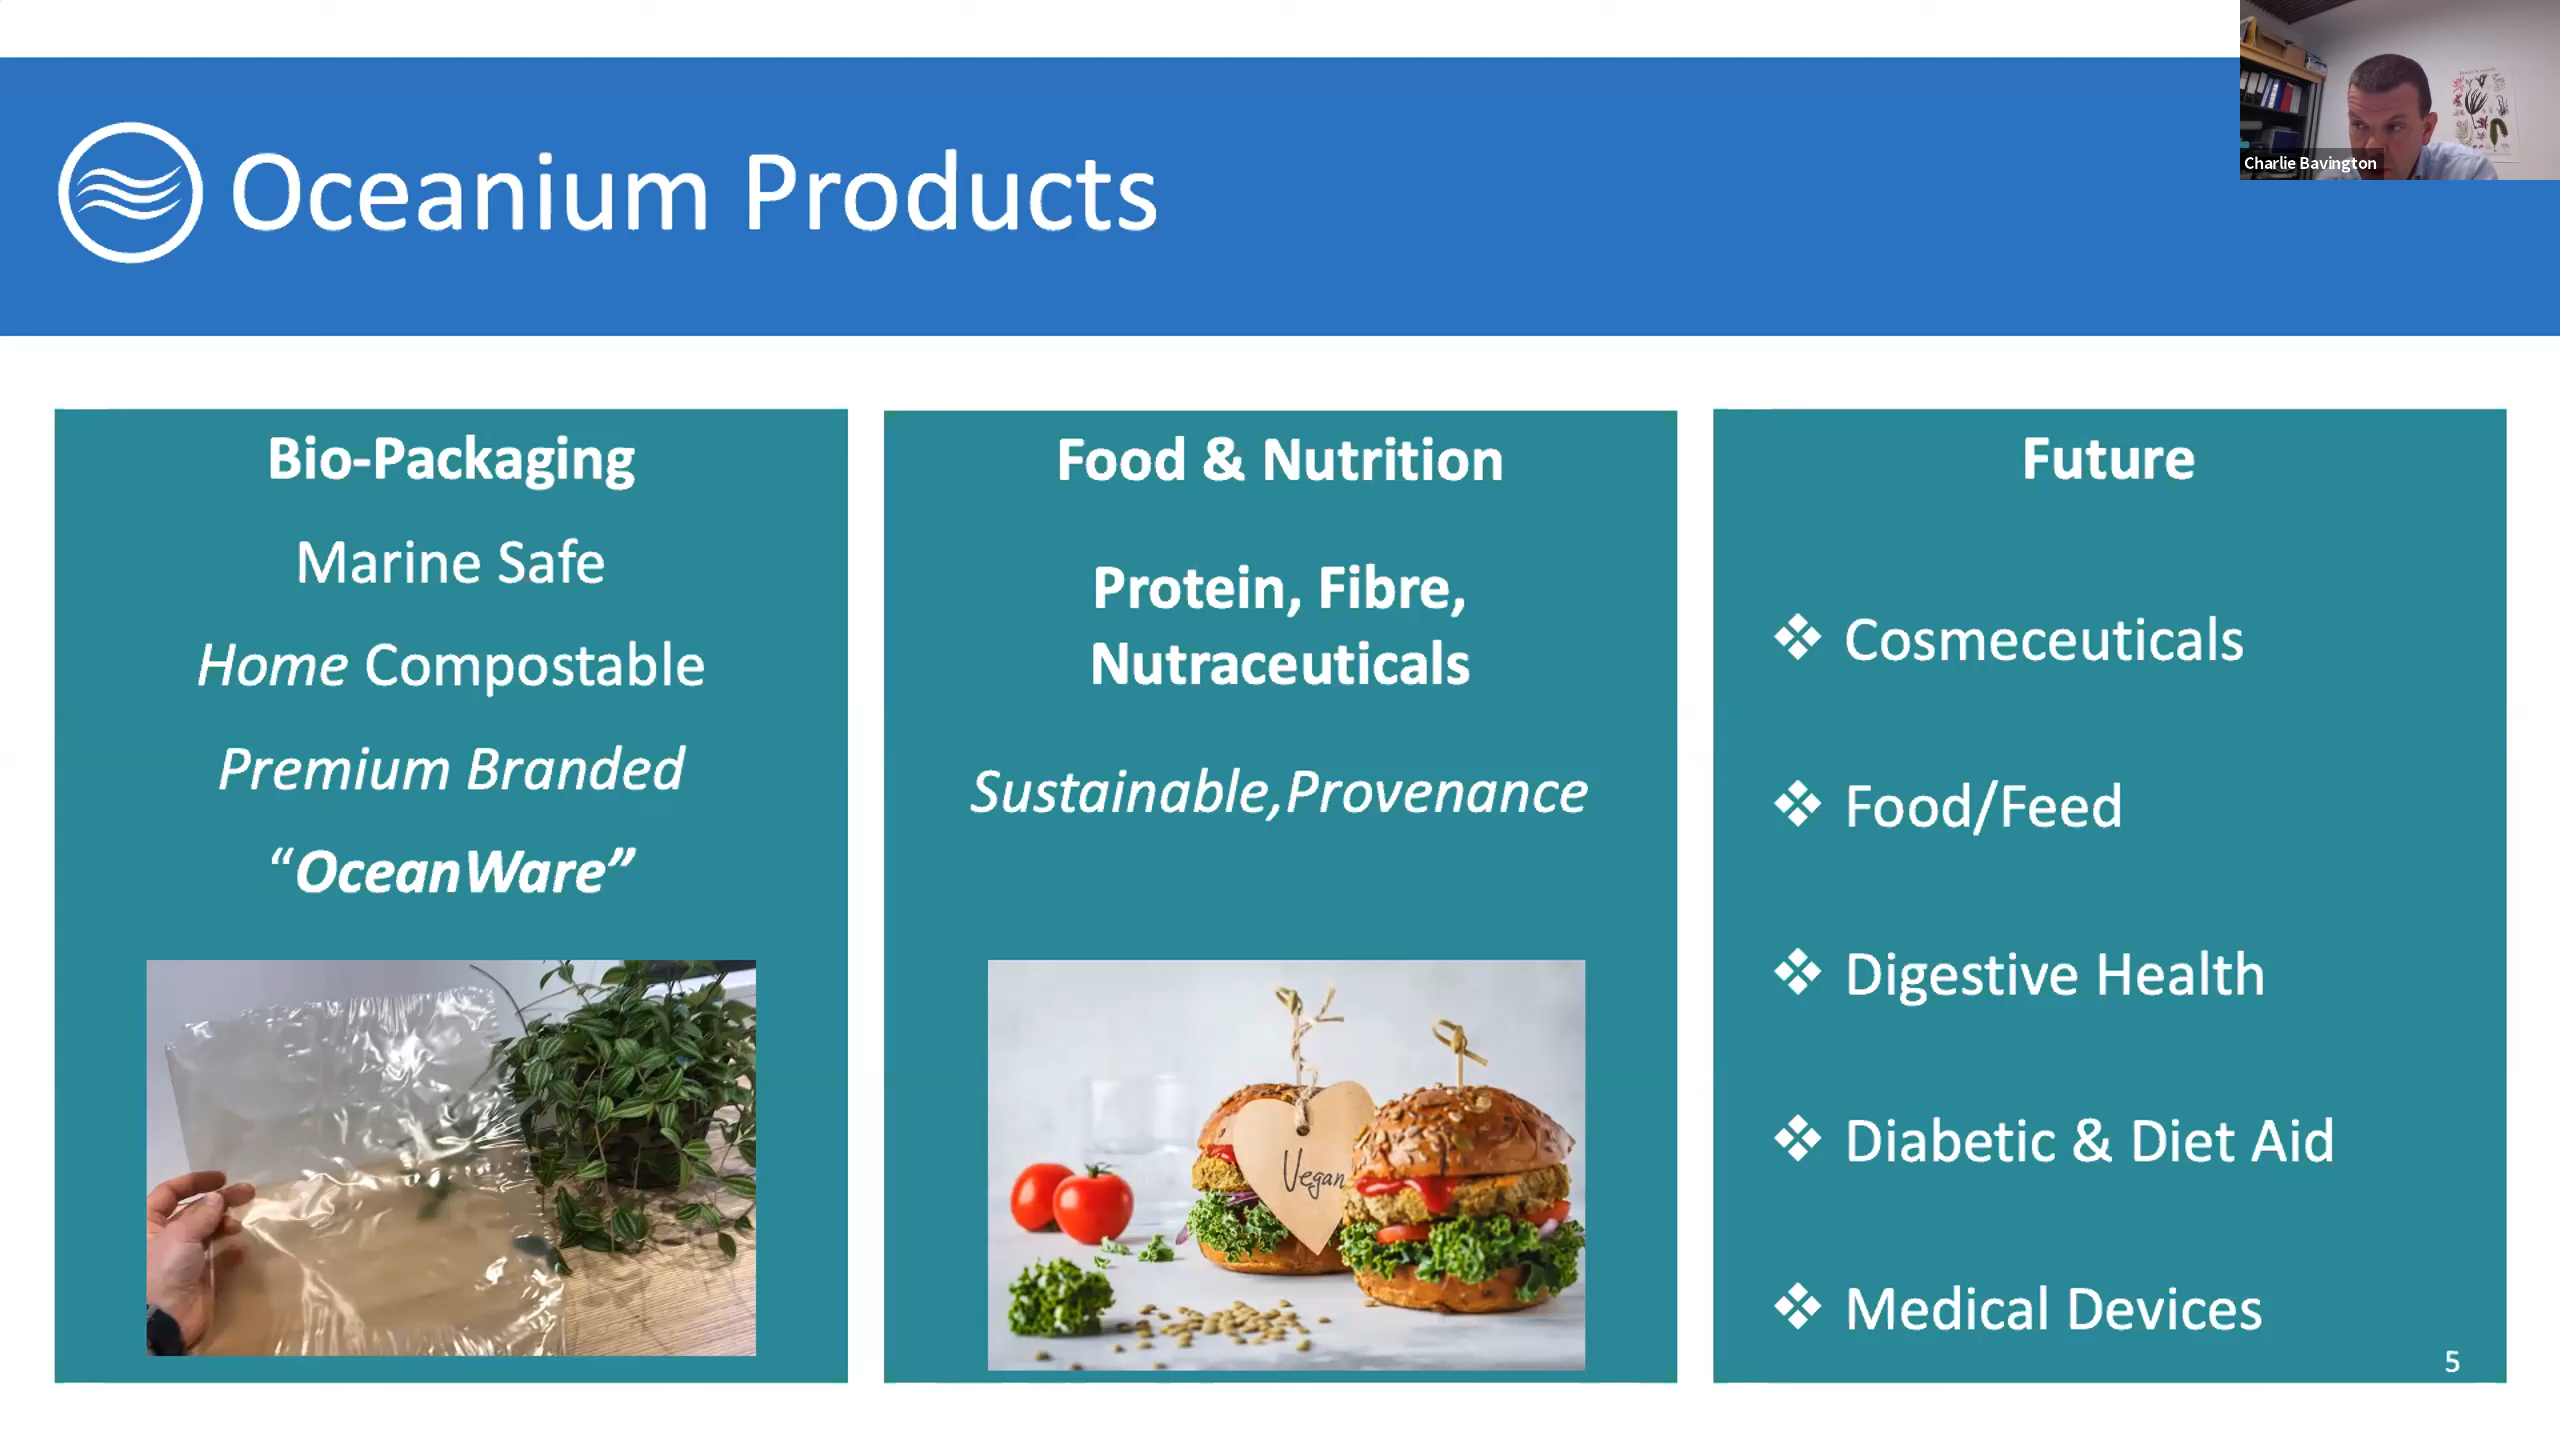 Oceanium Products
Charlie Bavington
Bio-Packaging
Marine Safe
Home Compostable
Premium Branded
“OceanWare”
Food & Nutrition
Protein, Fibre,
Nutraceuticals
Sustainable,Provenance
Vegan
Future
❖ Cosmeceuticals
❖ Food/Feed
❖ Digestive Health
❖ Diabetic & Diet Aid
❖ Medical Devices
5